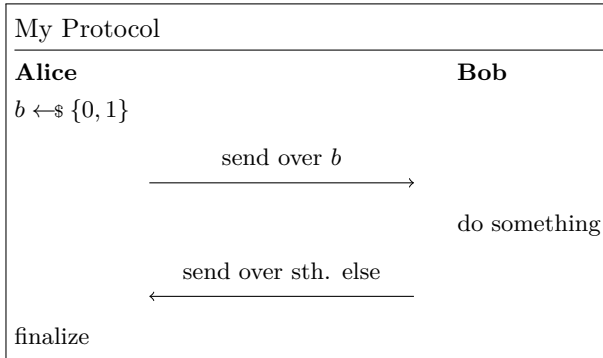 My Protocol
Alice Bob
b ←$ {0, 1}
send over b
do something
send over sth. else
finalize